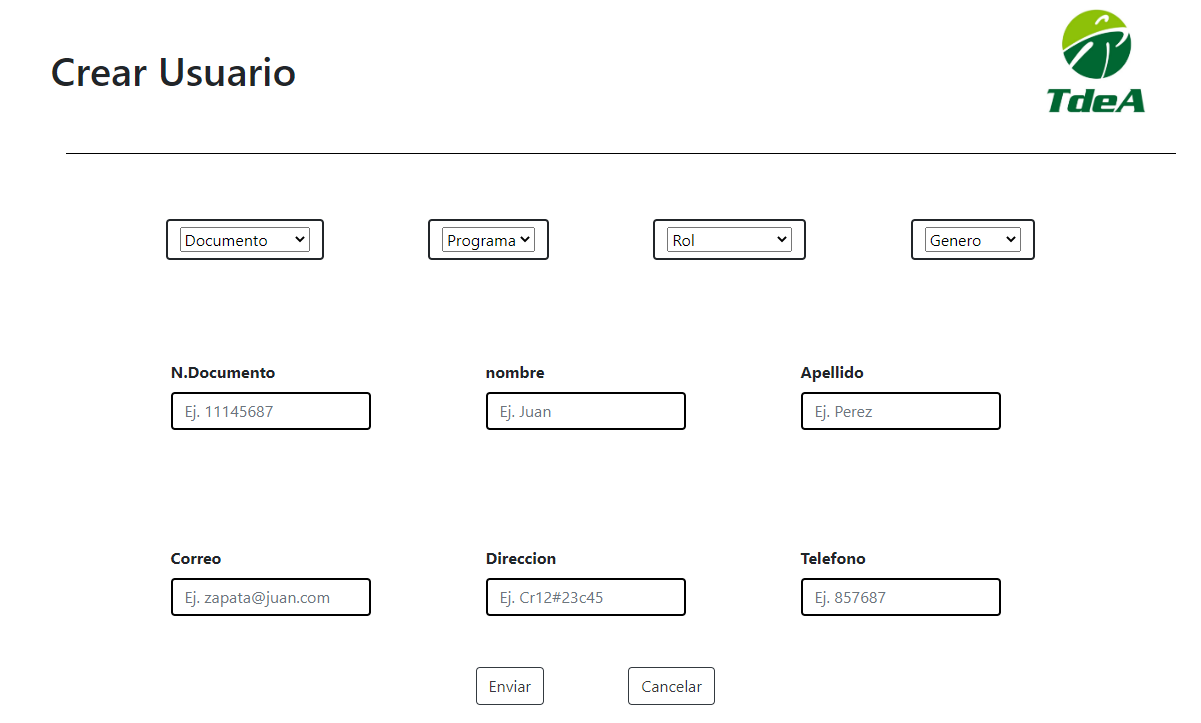 Crear Usuario
TdeA
Documento Programa Rol Genero
N.Documento nombre Apellido
Ej. 11145687 Ej. Juan Ej. Perez
Correo Direccion Telefono
Ej. zapata@juan.com Ej. Cr12#23c45 Ej. 857687
Enviar Cancelar